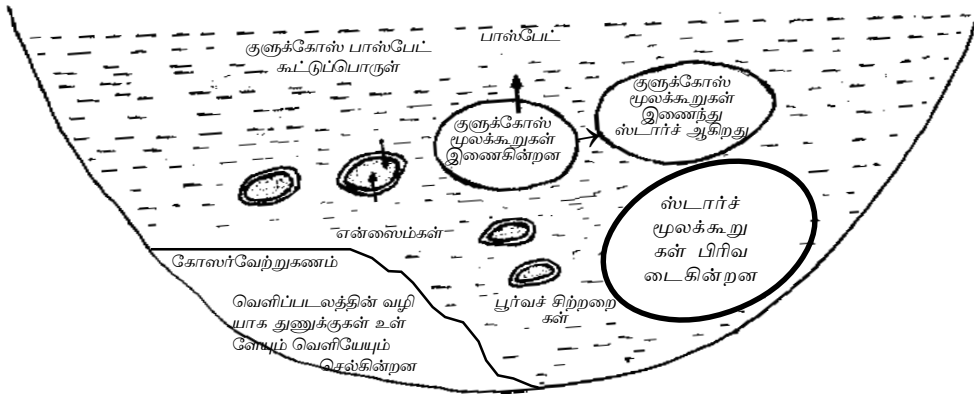 குளுக்கோஸ் பாஸ்பேட்
கூட்டுப்பொருள்
பாஸ்பேட்
குளுக்கோஸ்
மூலக்கூறுகள்
இணைகின்றன
குளுக்கோஸ்
மூலக்கூறுகள்
இணைந்து
ஸ்டார்ச் ஆகிறது
என்ஸைம்கள்
ஸ்டார்ச்
மூலக்கூறு
கள் பிரிவ
டைகின்றன
கோஸர்வேற்றுகணம்
வெளிப்படலத்தின் வழி
யாக துணுக்குகள் உள்
ளேயும் வெளியேயும்
செல்கின்றன
பூர்வச் சிற்றறை
கள்